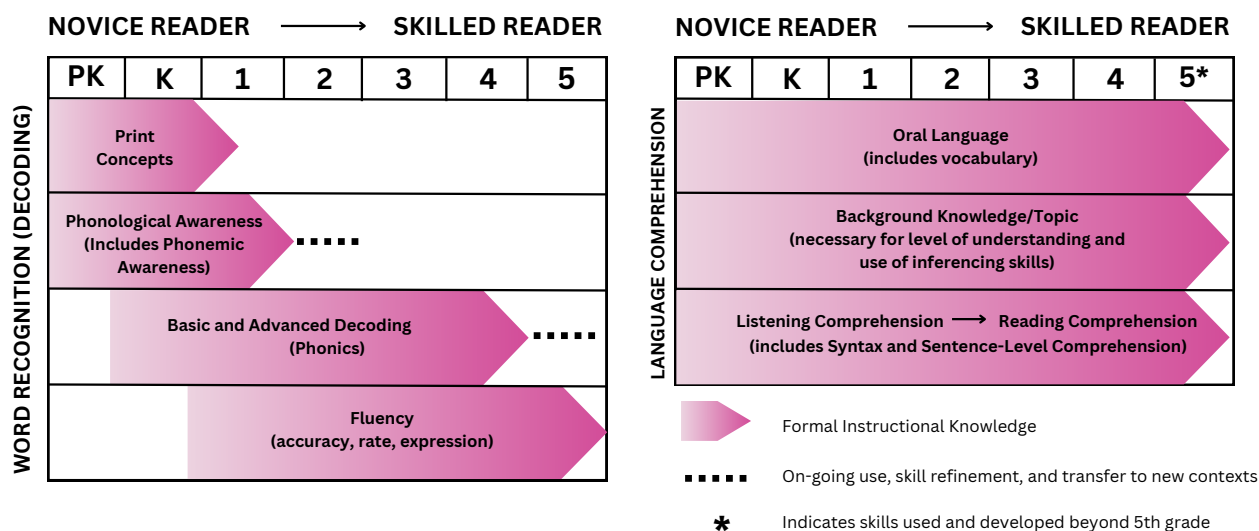 NOVICE READER → SKILLED READER
PK K 1 2 3 4 5
WORD RECOGNITION (DECODING)
Print
Concepts
Phonological Awareness
(Includes Phonemic
Awareness)
Basic and Advanced Decoding
(Phonics)
Fluency
(accuracy, rate, expression)
NOVICE READER → SKILLED READER
PK K 1 2 3 4 5*
LANGUAGE COMPREHENSION
Oral Language
(includes vocabulary)
Background Knowledge/Topic
(necessary for level of understanding and
use of inferencing skills)
Listening Comprehension → Reading Comprehension
(includes Syntax and Sentence-Level Comprehension)
Formal Instructional Knowledge
On-going use, skill refinement, and transfer to new contexts
* Indicates skills used and developed beyond 5th grade